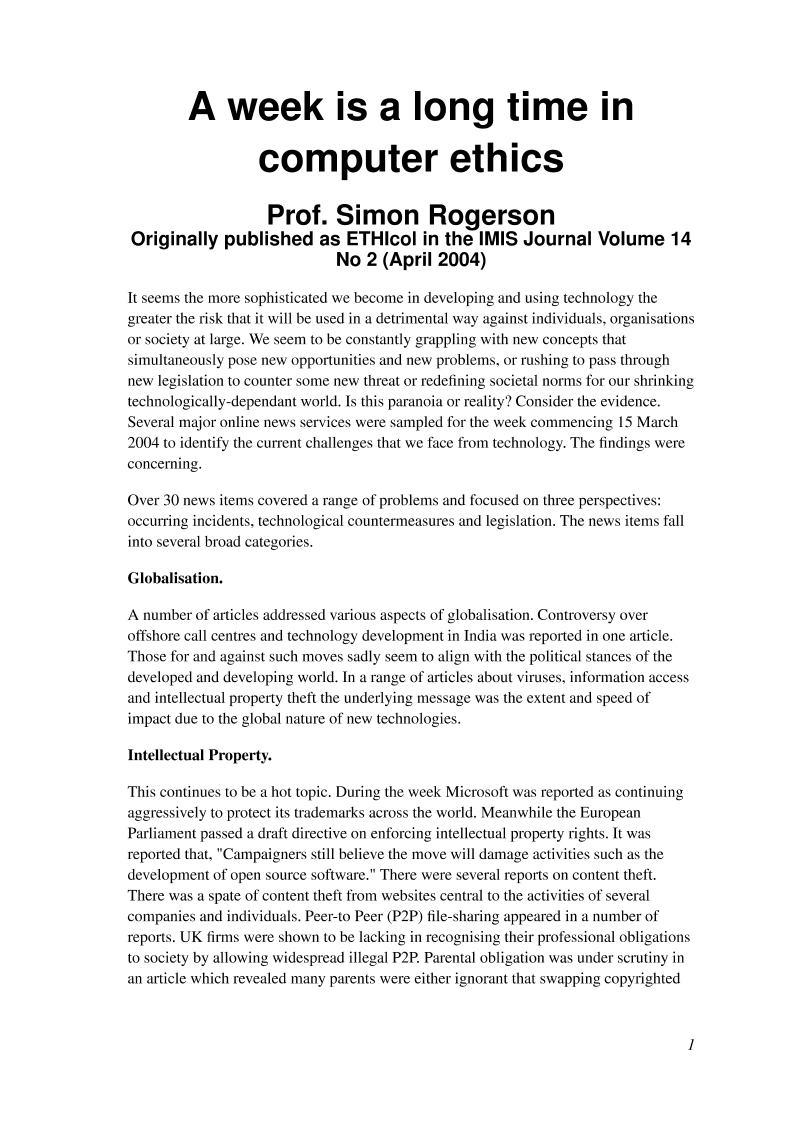 A week is a long time in
computer ethics
Prof. Simon Rogerson
Originally published as ETHIcol in the IMIS Journal Volume 14
No 2 (April 2004)
It seems the more sophisticated we become in developing and using technology the
greater the risk that it will be used in a detrimental way against individuals, organisations
or society at large. We seem to be constantly grappling with new concepts that
simultaneously pose new opportunities and new problems, or rushing to pass through
new legislation to counter some new threat or redefining societal norms for our shrinking
technologically-dependant world. Is this paranoia or reality? Consider the evidence.
Several major online news services were sampled for the week commencing 15 March
2004 to identify the current challenges that we face from technology. The findings were
concerning.
Over 30 news items covered a range of problems and focused on three perspectives:
occurring incidents, technological countermeasures and legislation. The news items fall
into several broad categories.
Globalisation.
A number of articles addressed various aspects of globalisation. Controversy over
offshore call centres and technology development in India was reported in one article.
Those for and against such moves sadly seem to align with the political stances of the
developed and developing world. In a range of articles about viruses, information access
and intellectual property theft the underlying message was the extent and speed of
impact due to the global nature of new technologies.
Intellectual Property.
This continues to be a hot topic. During the week Microsoft was reported as continuing
aggressively to protect its trademarks across the world. Meanwhile the European
Parliament passed a draft directive on enforcing intellectual property rights. It was
reported that, "Campaigners still believe the move will damage activities such as the
development of open source software." There were several reports on content theft.
There was a spate of content theft from websites central to the activities of several
companies and individuals. Peer-to Peer (P2P) file-sharing appeared in a number of
reports. UK firms were shown to be lacking in recognising their professional obligations
to society by allowing widespread illegal P2P. Parental obligation was under scrutiny in
an article which revealed many parents were either ignorant that swapping copyrighted
1